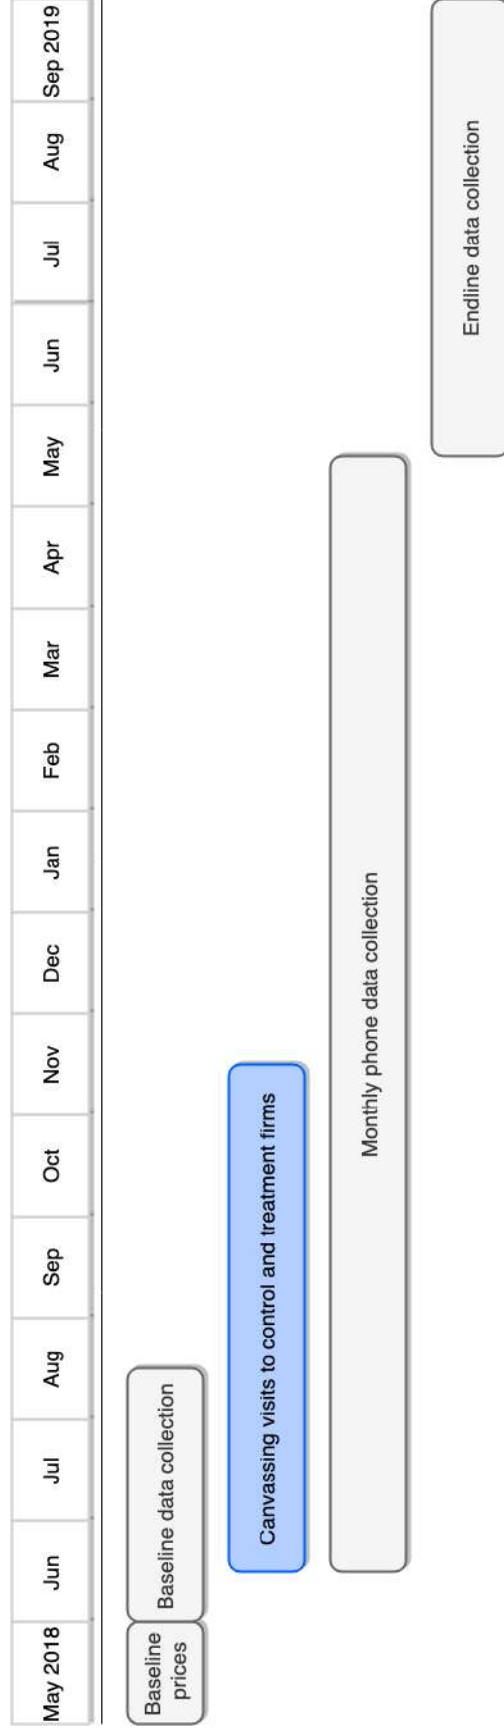 May 2018
Jun
Jul
Aug
Sep
Oct
Nov
Dec
Jan
Feb
Mar
Apr
May
Jun
Jul
Aug
Sep 2019
Baseline
prices
Baseline data collection
Canvassing visits to control and treatment firms
Monthly phone data collection
Endline data collection